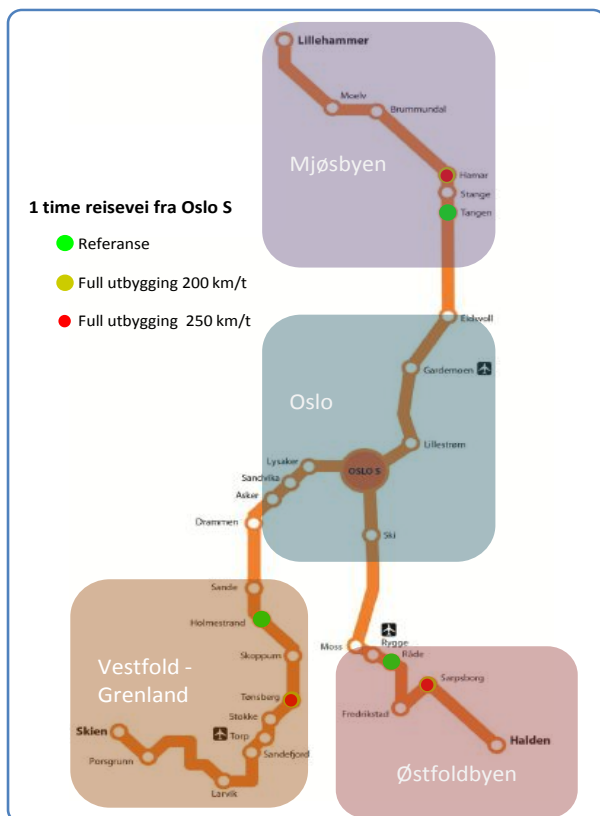 Lillehammer
Moelv
Brummundal
Mjøsbyen
Hamar
Stange
Tangen
1 time reisevei fra Oslo S
Referanse
Full utbygging 200 km/t
Full utbygging 250 km/t
Eidsvoll
Gardemoen
Oslo
Lillestrøm
Lysaker
OSLO S
Sandvika
Asker
Drammen
Ski
Sande
Holmestrand
Moss
Rygge
Råde
Skoppum
Vestfold -
Grenland
Sarpsborg
Tønsberg
Stokke
Fredrikstad
Skien
Torp
Halden
Porsgrunn
Sandefjord
Østfoldbyen
Larvik